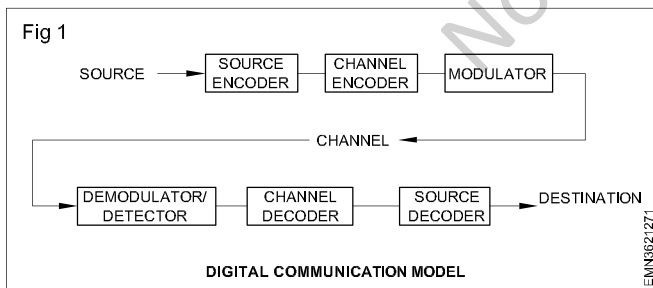 Fig 1
SOURCE
SOURCE
ENCODER
CHANNEL
ENCODER
MODULATOR
CHANNEL
DEMODULATOR/
DETECTOR
CHANNEL
DECODER
SOURCE
DECODER
DESTINATION
DIGITAL COMMUNICATION MODEL
EMN3621271